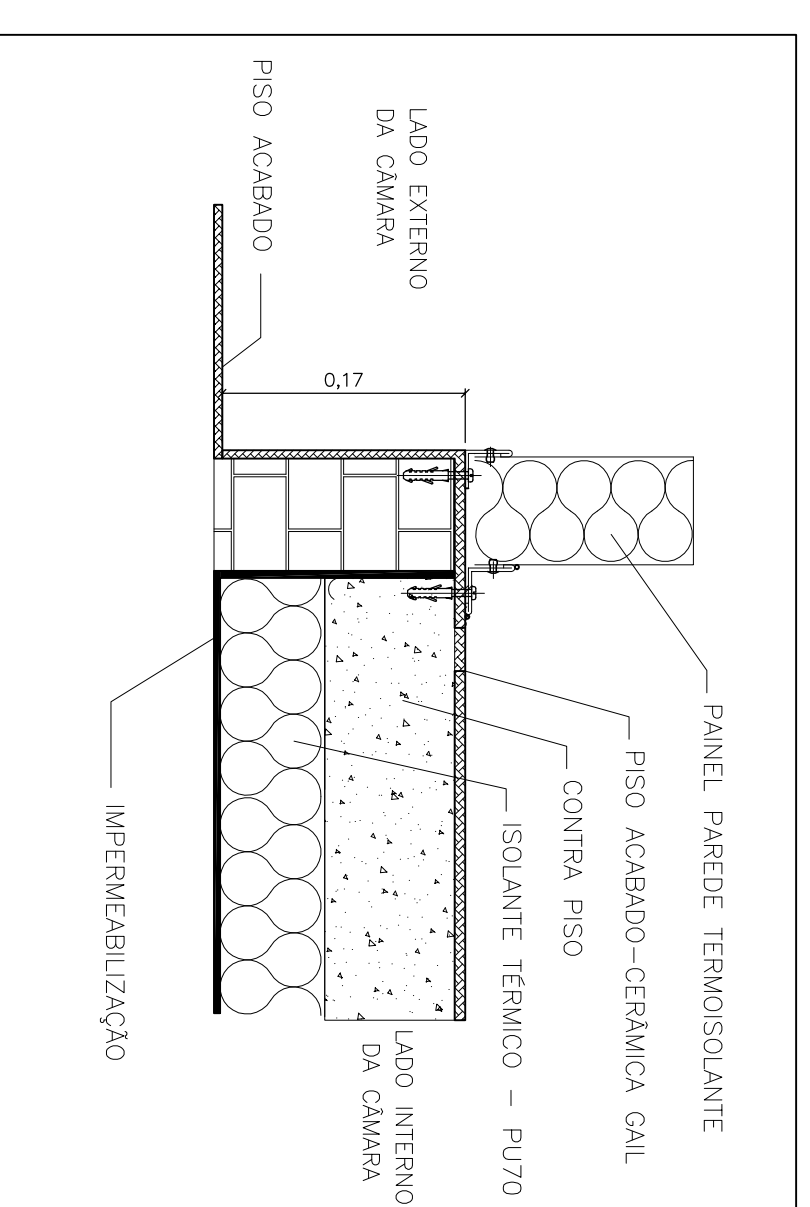 PAINEL PAREDE TERMOISOLANTE
PISO ACABADO-CERÂMICA GAIL
CONTRA PISO
ISOLANTE TÉRMICO - PU70
LADO EXTERNO
DA CÂMARA
LADO INTERNO
DA CÂMARA
0,17
PISO ACABADO
IMPERMEABILIZAÇÃO